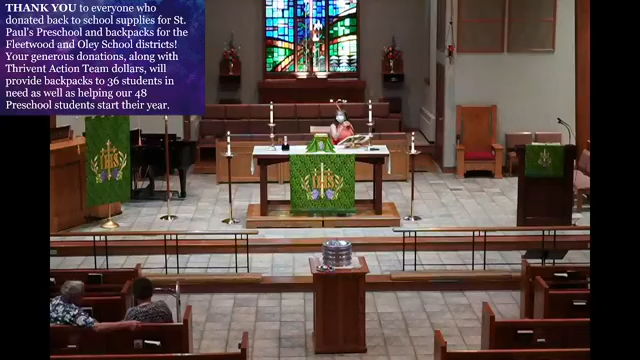 THANK YOU to everyone who
donated back to school supplies for St.
Paul's Preschool and backpacks for the
Fleetwood and Oley School districts!
Your generous donations, along with
Thrivent Action Team dollars, will
provide backpacks to 36 students in
need as well as helping our 48
Preschool students start their year.
IHS
IHS